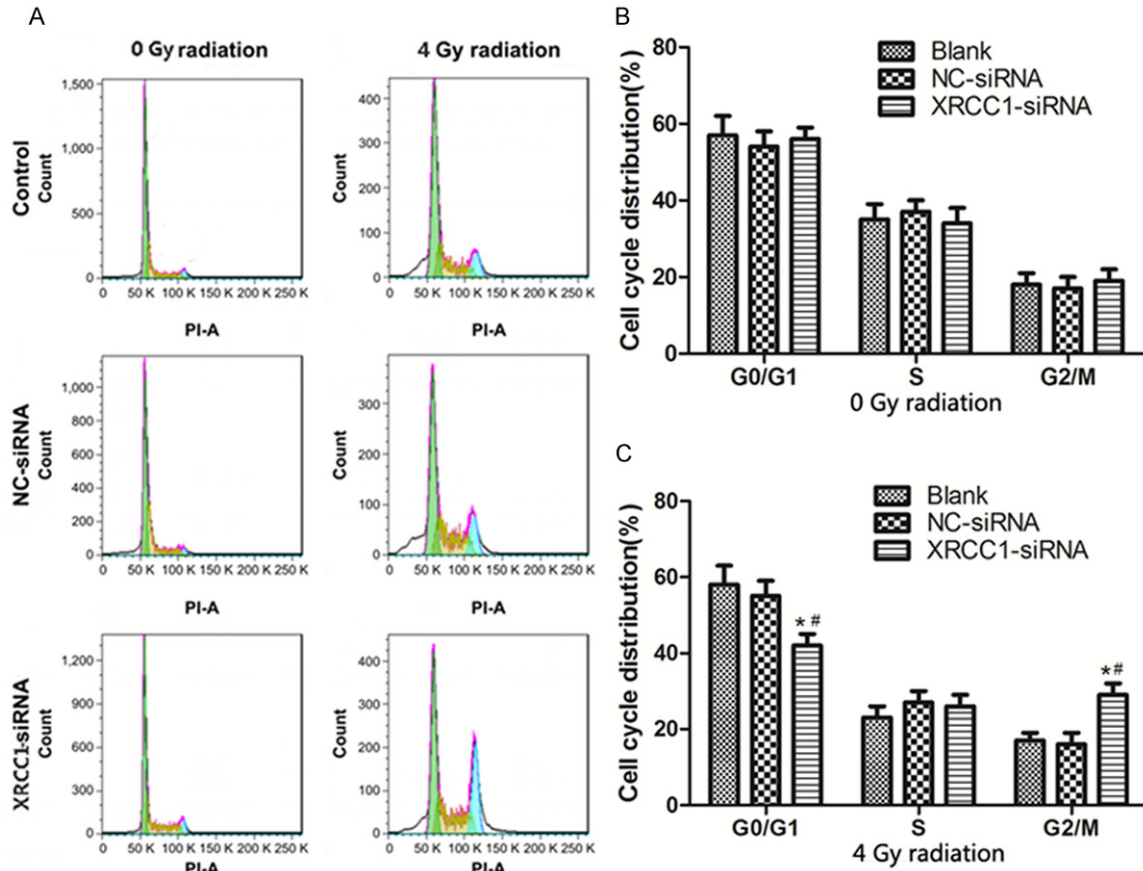 A
0 Gy radiation
4 Gy radiation
Control
Count
1,500
1,000
500
0
0 50 K 100 K 150 K 200 K 250 K
PI-A
Count
400
300
200
100
0
0 50 K 100 K 150 K 200 K 250 K
PI-A
NC-siRNA
Count
1,000
800
600
400
200
0
0 50 K 100 K 150 K 200 K 250 K
PI-A
Count
300
200
100
0
0 50 K 100 K 150 K 200 K 250 K
PI-A
XRCC1-siRNA
Count
1,200
900
600
300
0
0 50 K 100 K 150 K 200 K 250 K
PI-A
Count
400
300
200
100
0
0 50 K 100 K 150 K 200 K 250 K
PI-A
B
Cell cycle distribution(%)
80
60
40
20
0
Blank
NC-siRNA
XRCC1-siRNA
G0/G1 S G2/M
0 Gy radiation
C
Cell cycle distribution(%)
80
60
40
20
0
Blank
NC-siRNA
XRCC1-siRNA
* #
*#
G0/G1 S G2/M
4 Gy radiation